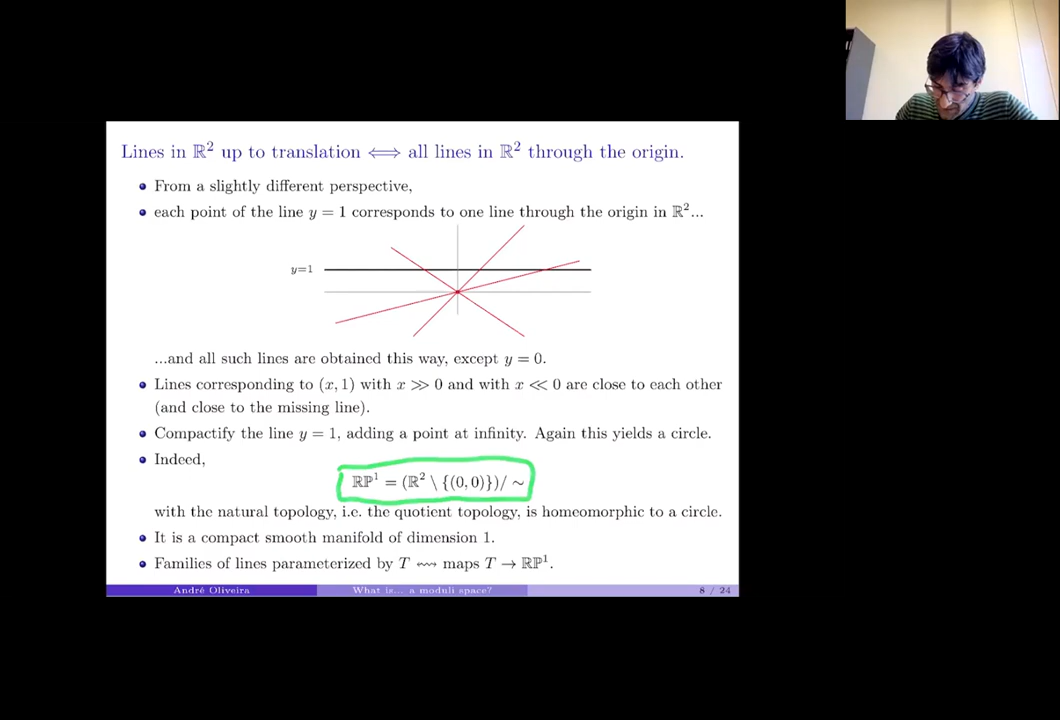 Lines in ℝ² up to translation ⟺ all lines in ℝ² through the origin.
From a slightly different perspective,
each point of the line y = 1 corresponds to one line through the origin in ℝ²...
y=1
...and all such lines are obtained this way, except y = 0.
Lines corresponding to (x, 1) with x ≫ 0 and with x ≪ 0 are close to each other
(and close to the missing line).
Compactify the line y = 1, adding a point at infinity. Again this yields a circle.
Indeed,
ℝℙ¹ = (ℝ² \ {(0, 0)})/ ∼
with the natural topology, i.e. the quotient topology, is homeomorphic to a circle.
It is a compact smooth manifold of dimension 1.
Families of lines parameterized by T ↭ maps T → ℝℙ¹.
André Oliveira What is... a moduli space? 8 / 24